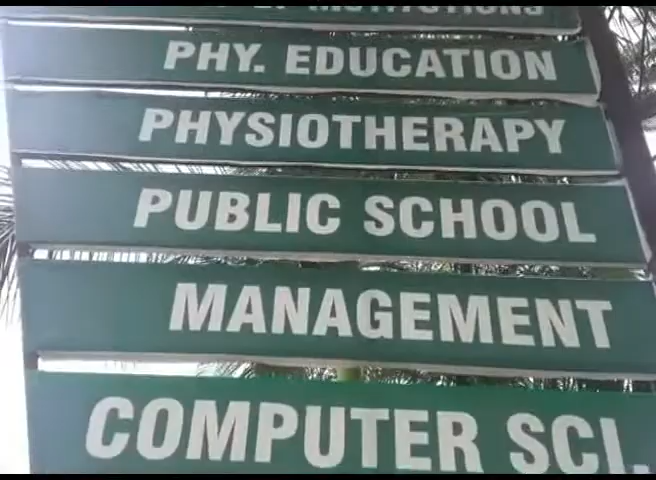 PHY. EDUCATION
PHYSIOTHERAPY
PUBLIC SCHOOL
MANAGEMENT
COMPUTER SCI.